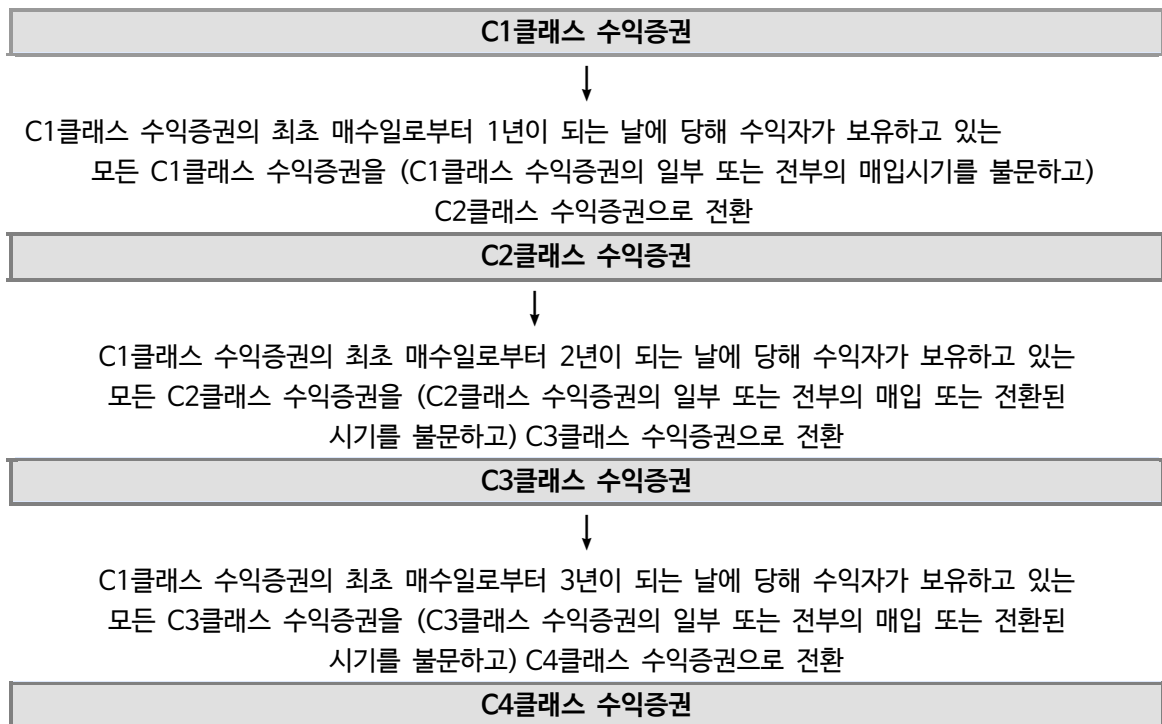 C1클래스 수익증권
C1클래스 수익증권의 최초 매수일로부터 1년이 되는 날에 당해 수익자가 보유하고 있는
모든 C1클래스 수익증권을 (C1클래스 수익증권의 일부 또는 전부의 매입시기를 불문하고)
C2클래스 수익증권으로 전환
C2클래스 수익증권
C1클래스 수익증권의 최초 매수일로부터 2년이 되는 날에 당해 수익자가 보유하고 있는
모든 C2클래스 수익증권을 (C2클래스 수익증권의 일부 또는 전부의 매입 또는 전환된
시기를 불문하고) C3클래스 수익증권으로 전환
C3클래스 수익증권
C1클래스 수익증권의 최초 매수일로부터 3년이 되는 날에 당해 수익자가 보유하고 있는
모든 C3클래스 수익증권을 (C3클래스 수익증권의 일부 또는 전부의 매입 또는 전환된
시기를 불문하고) C4클래스 수익증권으로 전환
C4클래스 수익증권